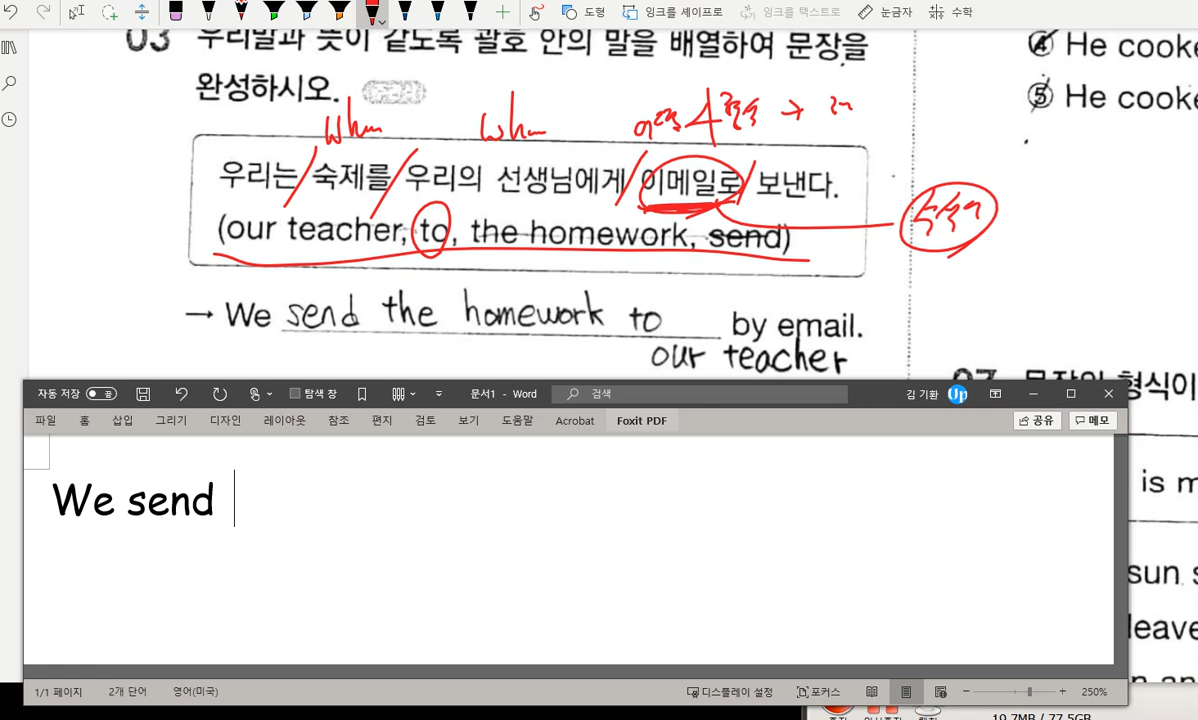 도형
잉크를 셰이프로
잉크를 텍스트로
눈금자
수학
03 우리말과 뜻이 같도록 괄호 안의 말을 배열하여 문장을
완성하시오.
우리는 숙제를 우리의 선생님에게 이메일로 보낸다.
(our teacher, to, the homework, send)
수식어
→ We send the homework to by email.
our teacher
④ He cooke
⑤ He cooke
형식이
is m
sun s
leave
자동 저장 끔 탐색 창 문서1 - Word 검색 김 기환 Up
파일 홈 삽입 그리기 디자인 레이아웃 참조 편지 검토 보기 도움말 Acrobat Foxit PDF 공유 메모
We send
1/1 페이지 2개 단어 영어(미국) 디스플레이 설정 포커스 250%
19.7MB / 77.5GB